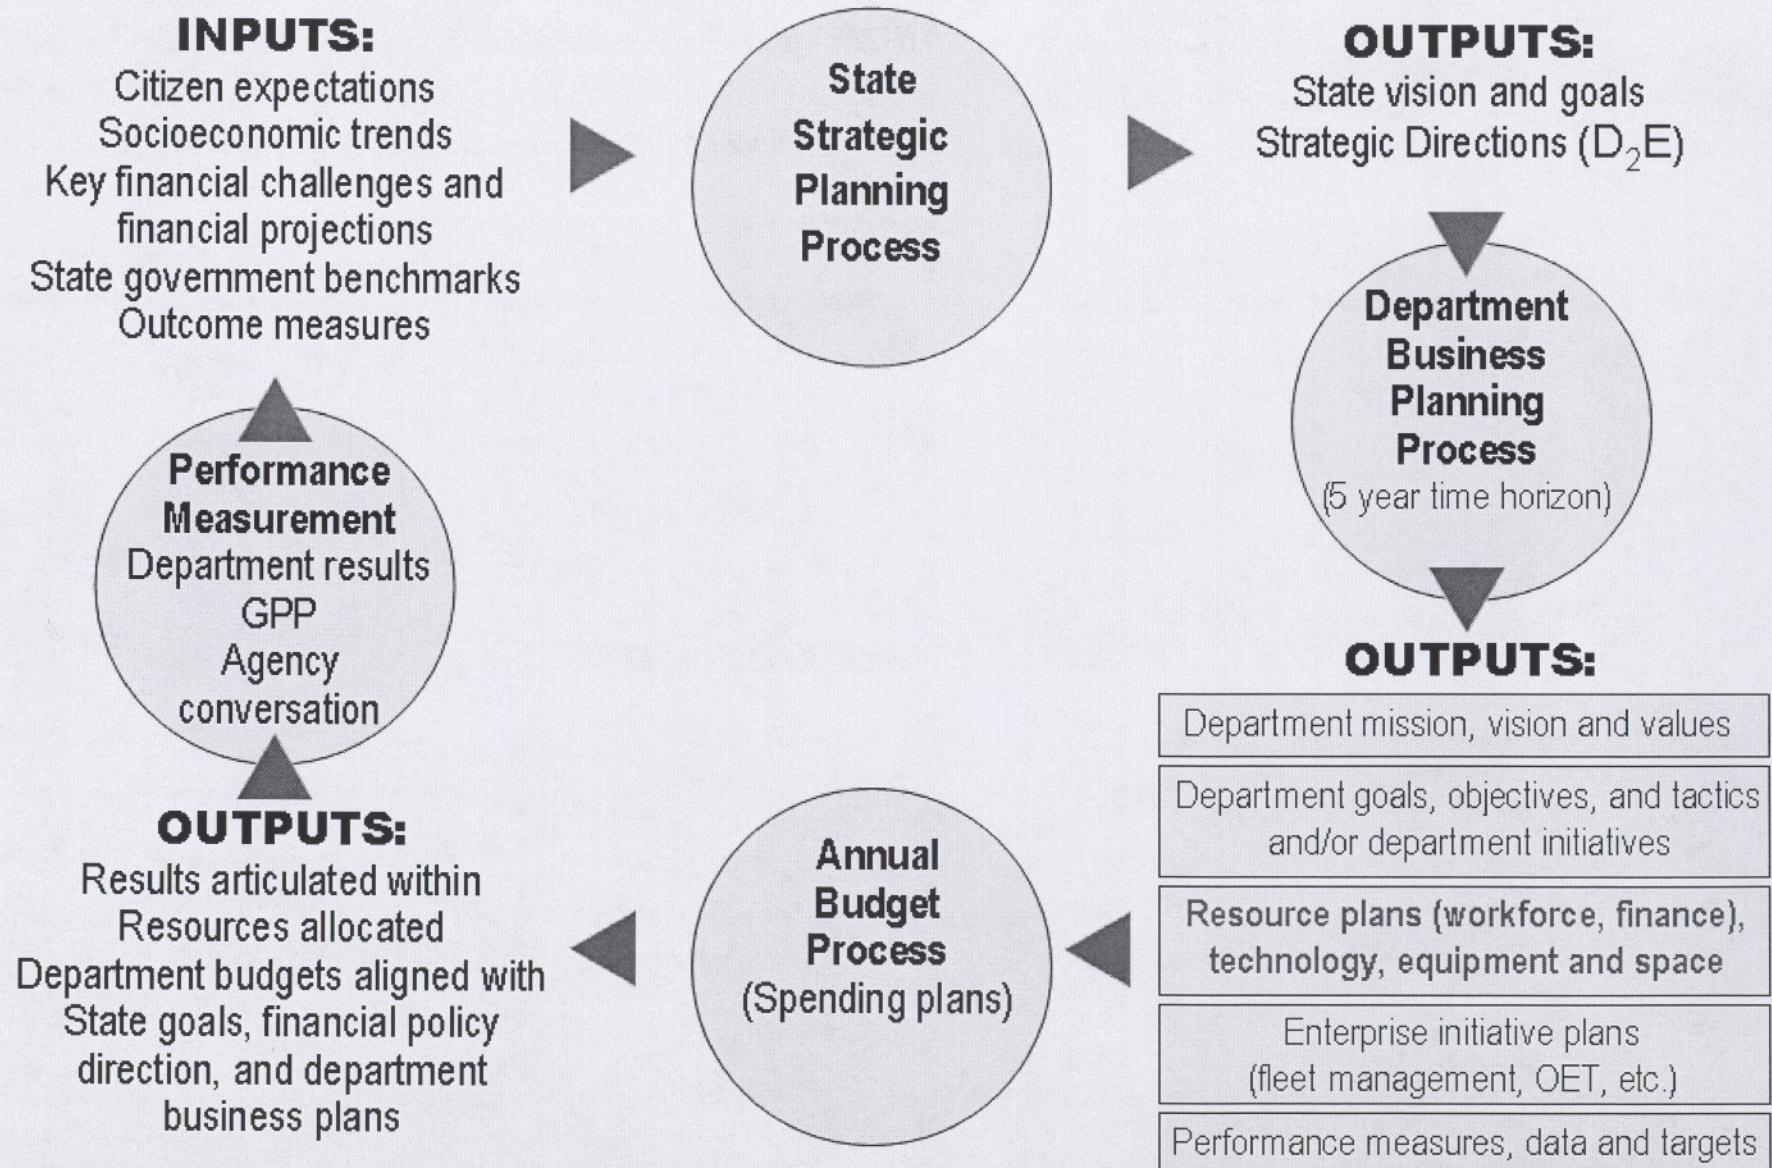 INPUTS:
Citizen expectations
Socioeconomic trends
Key financial challenges and
financial projections
State government benchmarks
Outcome measures
State
Strategic
Planning
Process
OUTPUTS:
State vision and goals
Strategic Directions (D₂E)
Department
Business
Planning
Process
(5 year time horizon)
OUTPUTS:
Department mission, vision and values
Department goals, objectives, and tactics
and/or department initiatives
Resource plans (workforce, finance),
technology, equipment and space
Enterprise initiative plans
(fleet management, OET, etc.)
Performance measures, data and targets
Annual
Budget
Process
(Spending plans)
OUTPUTS:
Results articulated within
Resources allocated
Department budgets aligned with
State goals, financial policy
direction, and department
business plans
Performance
Measurement
Department results
GPP
Agency
conversation